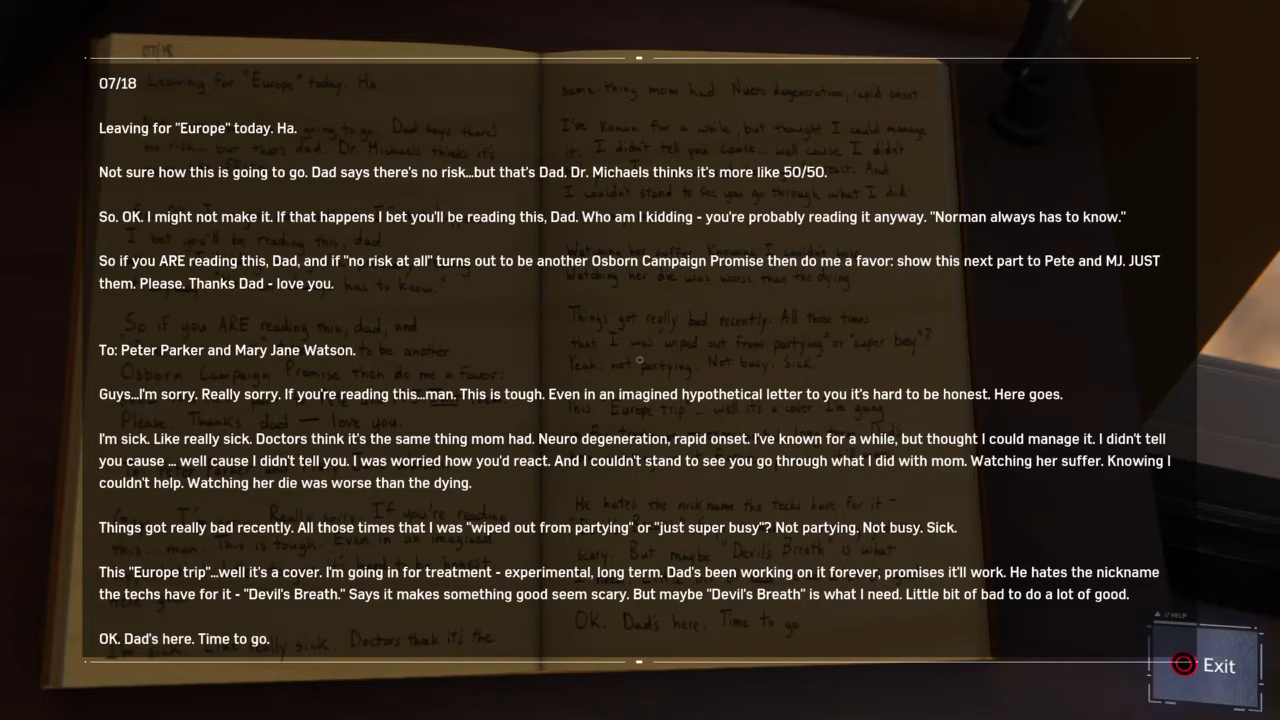 07/18
Leaving for "Europe" today. Ha.
Not sure how this is going to go. Dad says there's no risk...but that's Dad. Dr. Michaels thinks it's more like 50/50.
So. OK. I might not make it. If that happens I bet you'll be reading this, Dad. Who am I kidding - you're probably reading it anyway. "Norman always has to know."
So if you ARE reading this, Dad, and if "no risk at all" turns out to be another Osborn Campaign Promise then do me a favor: show this next part to Pete and MJ. JUST
them. Please. Thanks Dad - love you.
To: Peter Parker and Mary Jane Watson.
Guys...I'm sorry. Really sorry. If you're reading this...man. This is tough. Even in an imagined hypothetical letter to you it's hard to be honest. Here goes.
I'm sick. Like really sick. Doctors think it's the same thing mom had. Neuro degeneration, rapid onset. I've known for a while, but thought I could manage it. I didn't tell
you cause ... well cause I didn't tell you. I was worried how you'd react. And I couldn't stand to see you go through what I did with mom. Watching her suffer. Knowing I
couldn't help. Watching her die was worse than the dying.
Things got really bad recently. All those times that I was "wiped out from partying" or "just super busy"? Not partying. Not busy. Sick.
This "Europe trip"...well it's a cover. I'm going in for treatment - experimental, long term. Dad's been working on it forever, promises it'll work. He hates the nickname
the techs have for it - "Devil's Breath." Says it makes something good seem scary. But maybe "Devil's Breath" is what I need. Little bit of bad to do a lot of good.
OK. Dad's here. Time to go.
// HELP
Exit